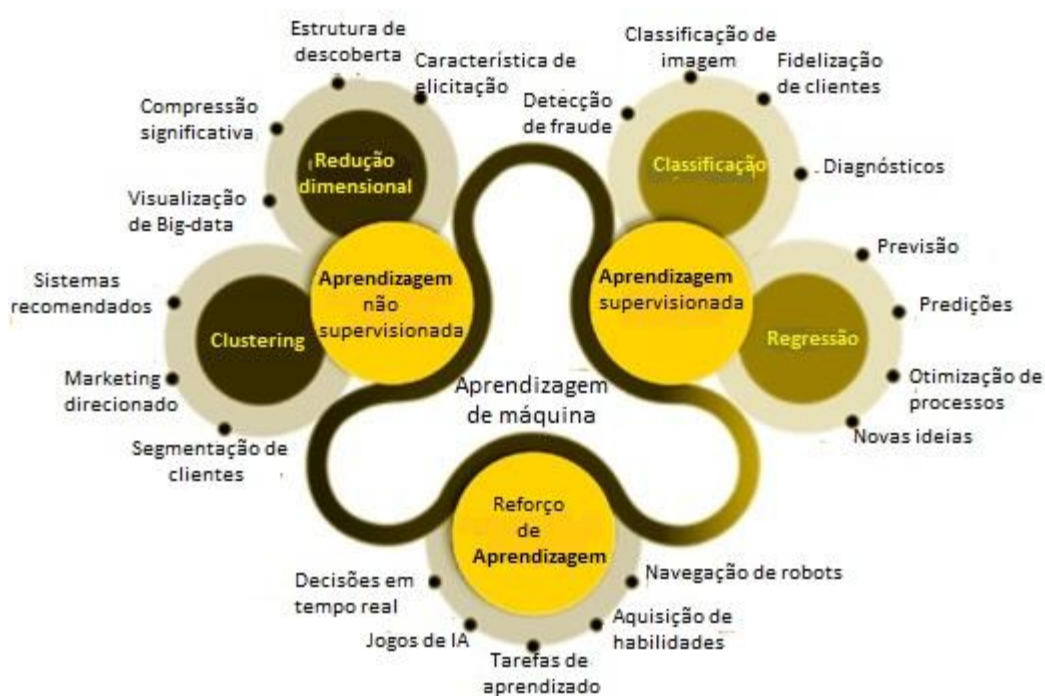 Estrutura de
descoberta
Característica de
elicitação
Compressão
significativa
Redução
dimensional
Visualização
de Big-data
Aprendizagem
não
supervisionada
Sistemas
recomendados
Clustering
Marketing
direcionado
Segmentação de
clientes
Classificação de
imagem
Fidelização
de clientes
Detecção
de fraude
Classificação
Diagnósticos
Aprendizagem
supervisionada
Previsão
Predições
Regressão
Otimização de
processos
Novas ideias
Aprendizagem
de máquina
Reforço
de
Aprendizagem
Decisões em
tempo real
Jogos de IA
Tarefas de
aprendizado
Aquisição de
habilidades
Navegação de robots